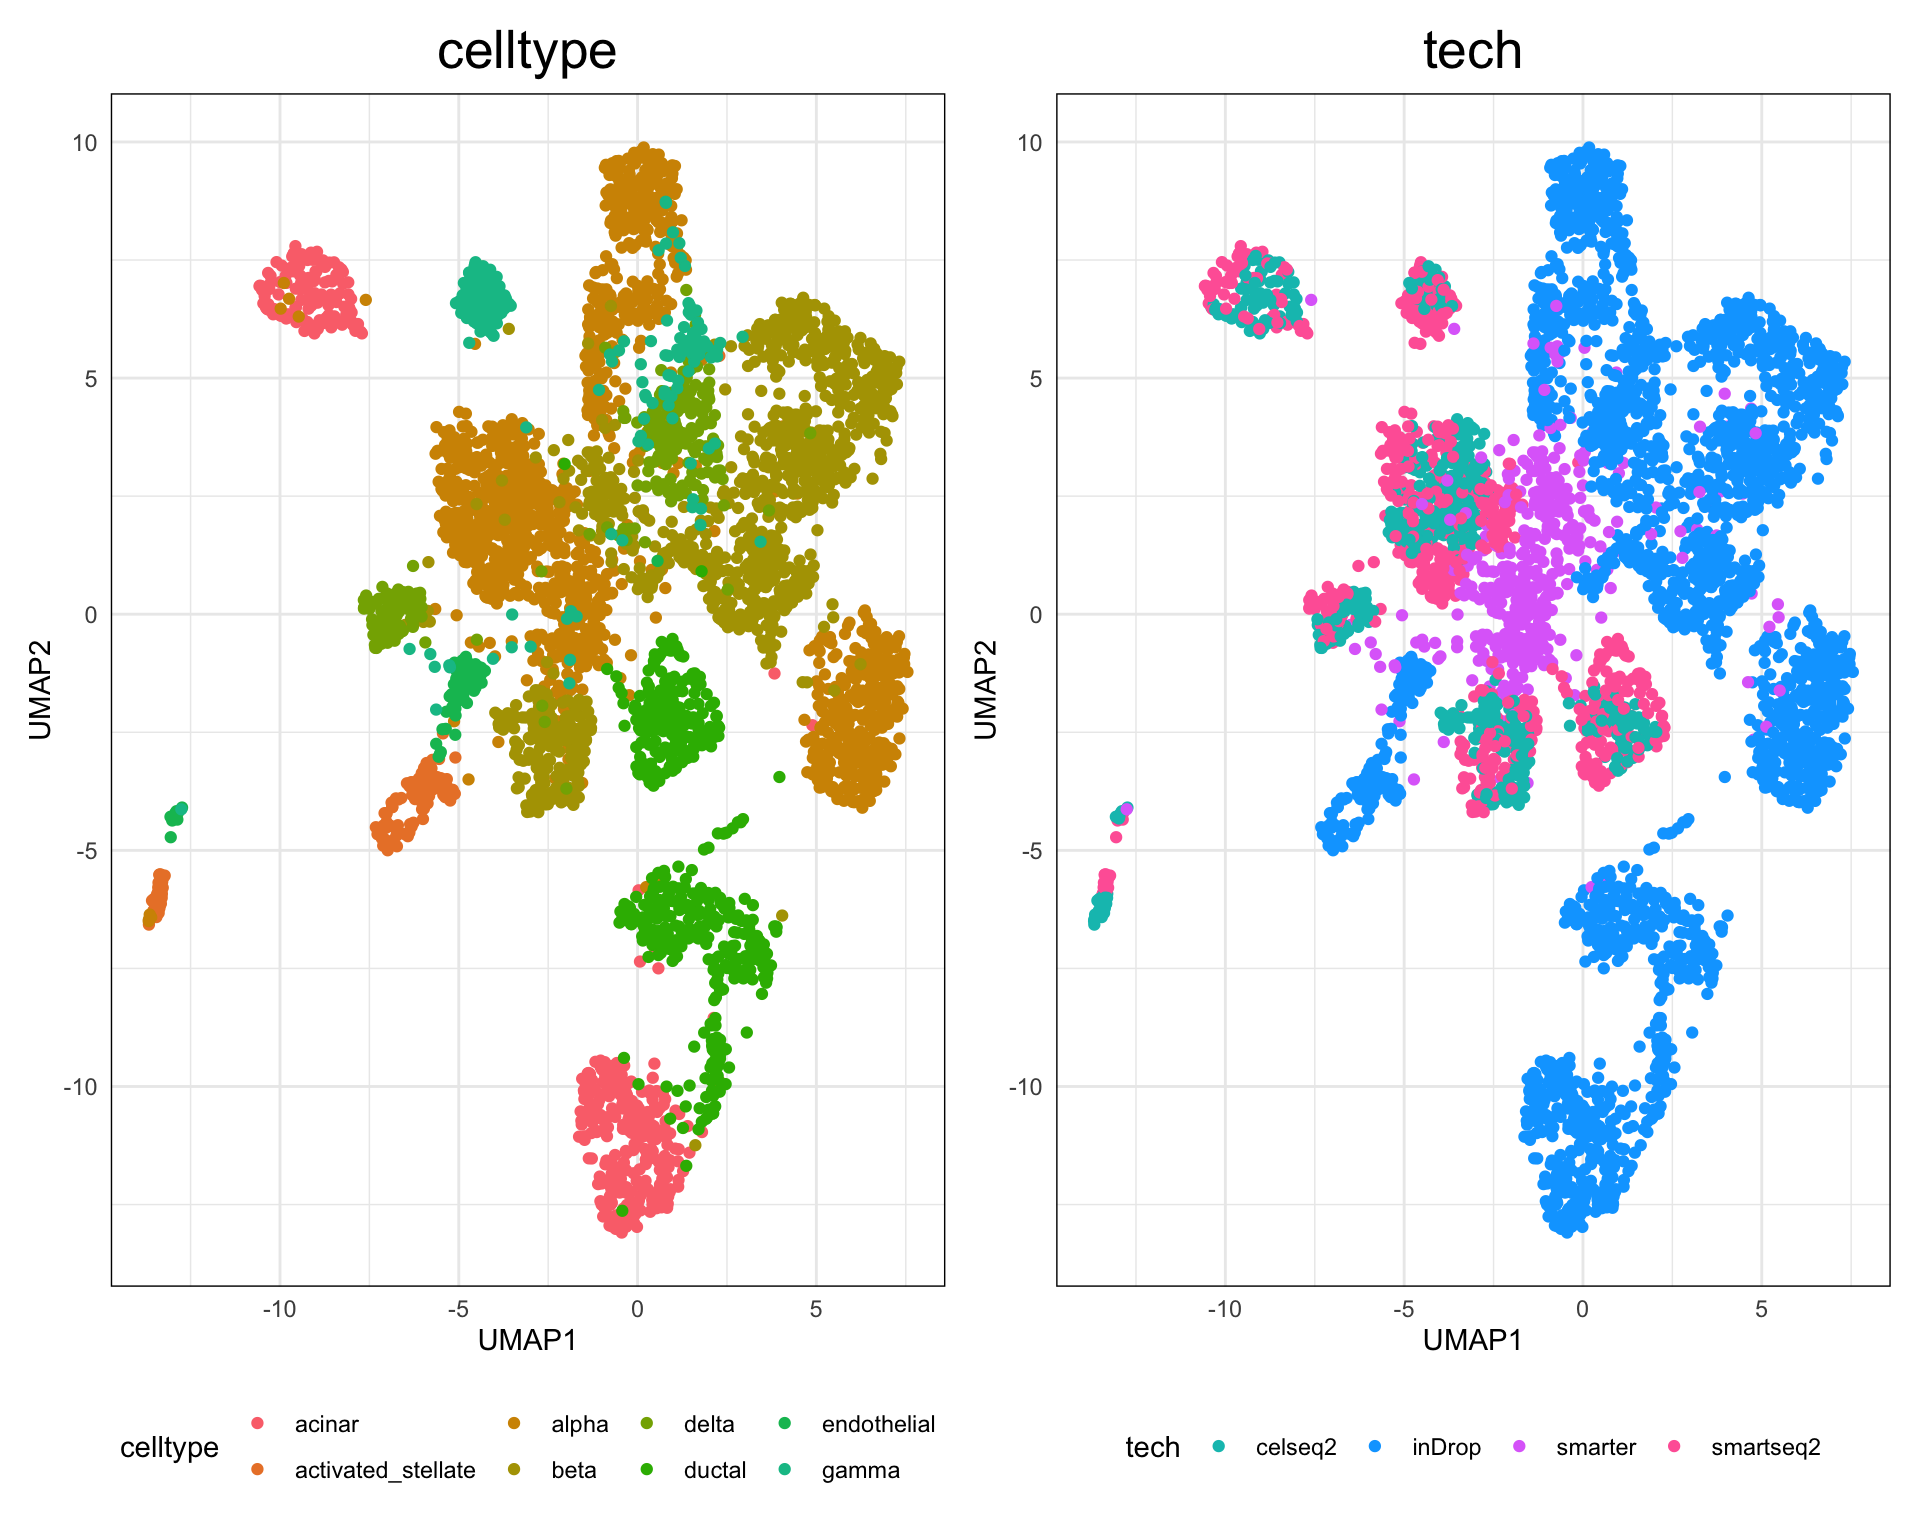 celltype
tech
10
5
0
-5
-10
UMAP2
-10 -5 0 5
UMAP1
10
5
0
-5
-10
UMAP2
-10 -5 0 5
UMAP1
celltype
acinar alpha delta endothelial
activated_stellate beta ductal gamma
tech celseq2 inDrop smarter smartseq2